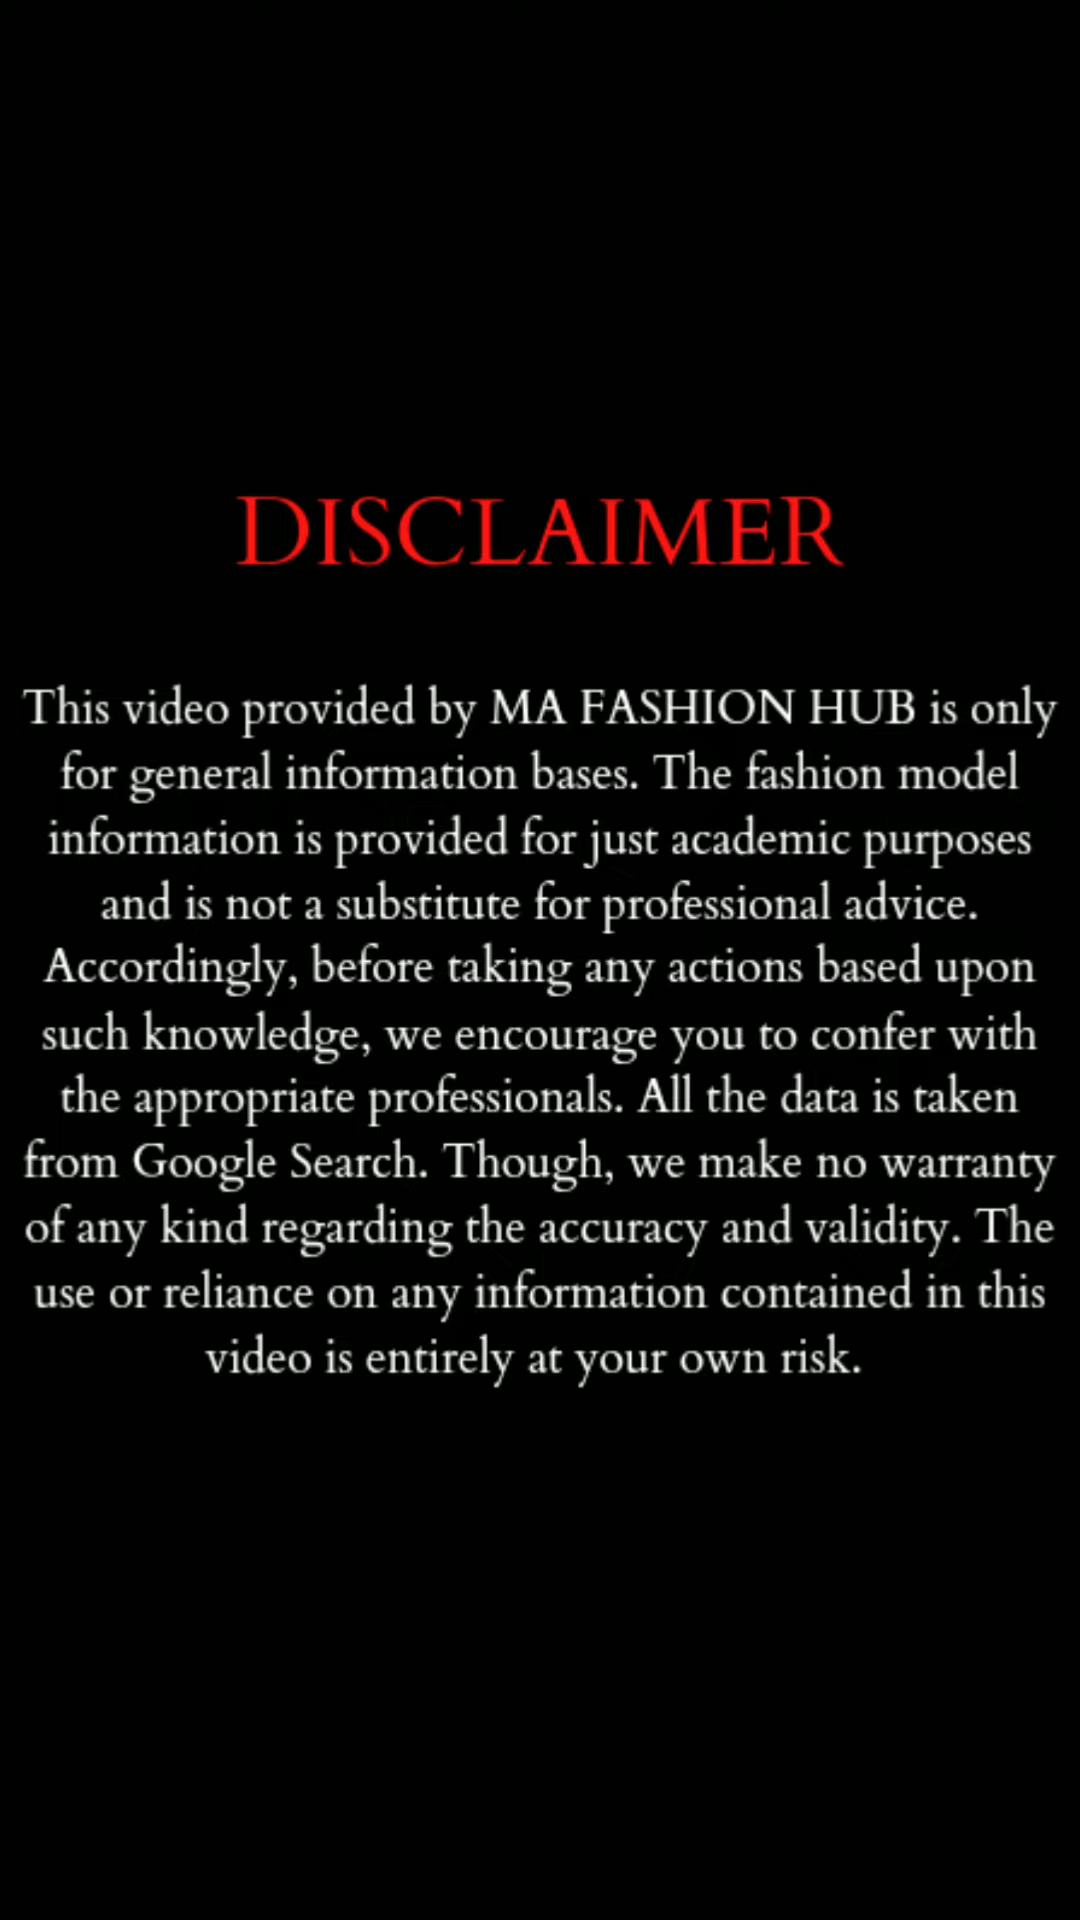 DISCLAIMER
This video provided by MA FASHION HUB is only
for general information bases. The fashion model
information is provided for just academic purposes
and is not a substitute for professional advice.
Accordingly, before taking any actions based upon
such knowledge, we encourage you to confer with
the appropriate professionals. All the data is taken
from Google Search. Though, we make no warranty
of any kind regarding the accuracy and validity. The
use or reliance on any information contained in this
video is entirely at your own risk.